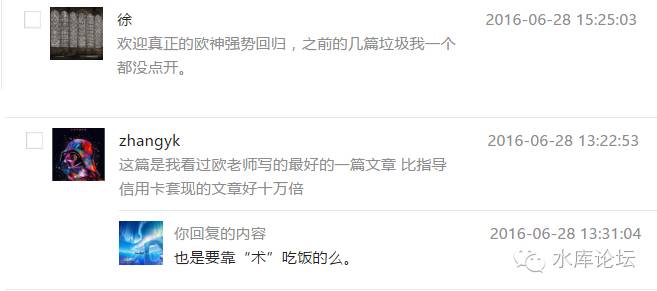 徐 2016-06-28 15:25:03
欢迎真正的欧神强势回归，之前的几篇垃圾我一个
都没点开。
zhangyk 2016-06-28 13:22:53
这篇是我看过欧老师写的最好的一篇文章 比指导
信用卡套现的文章好十万倍
你回复的内容 2016-06-28 13:31:04
也是要靠“术”吃饭的么。
水库论坛